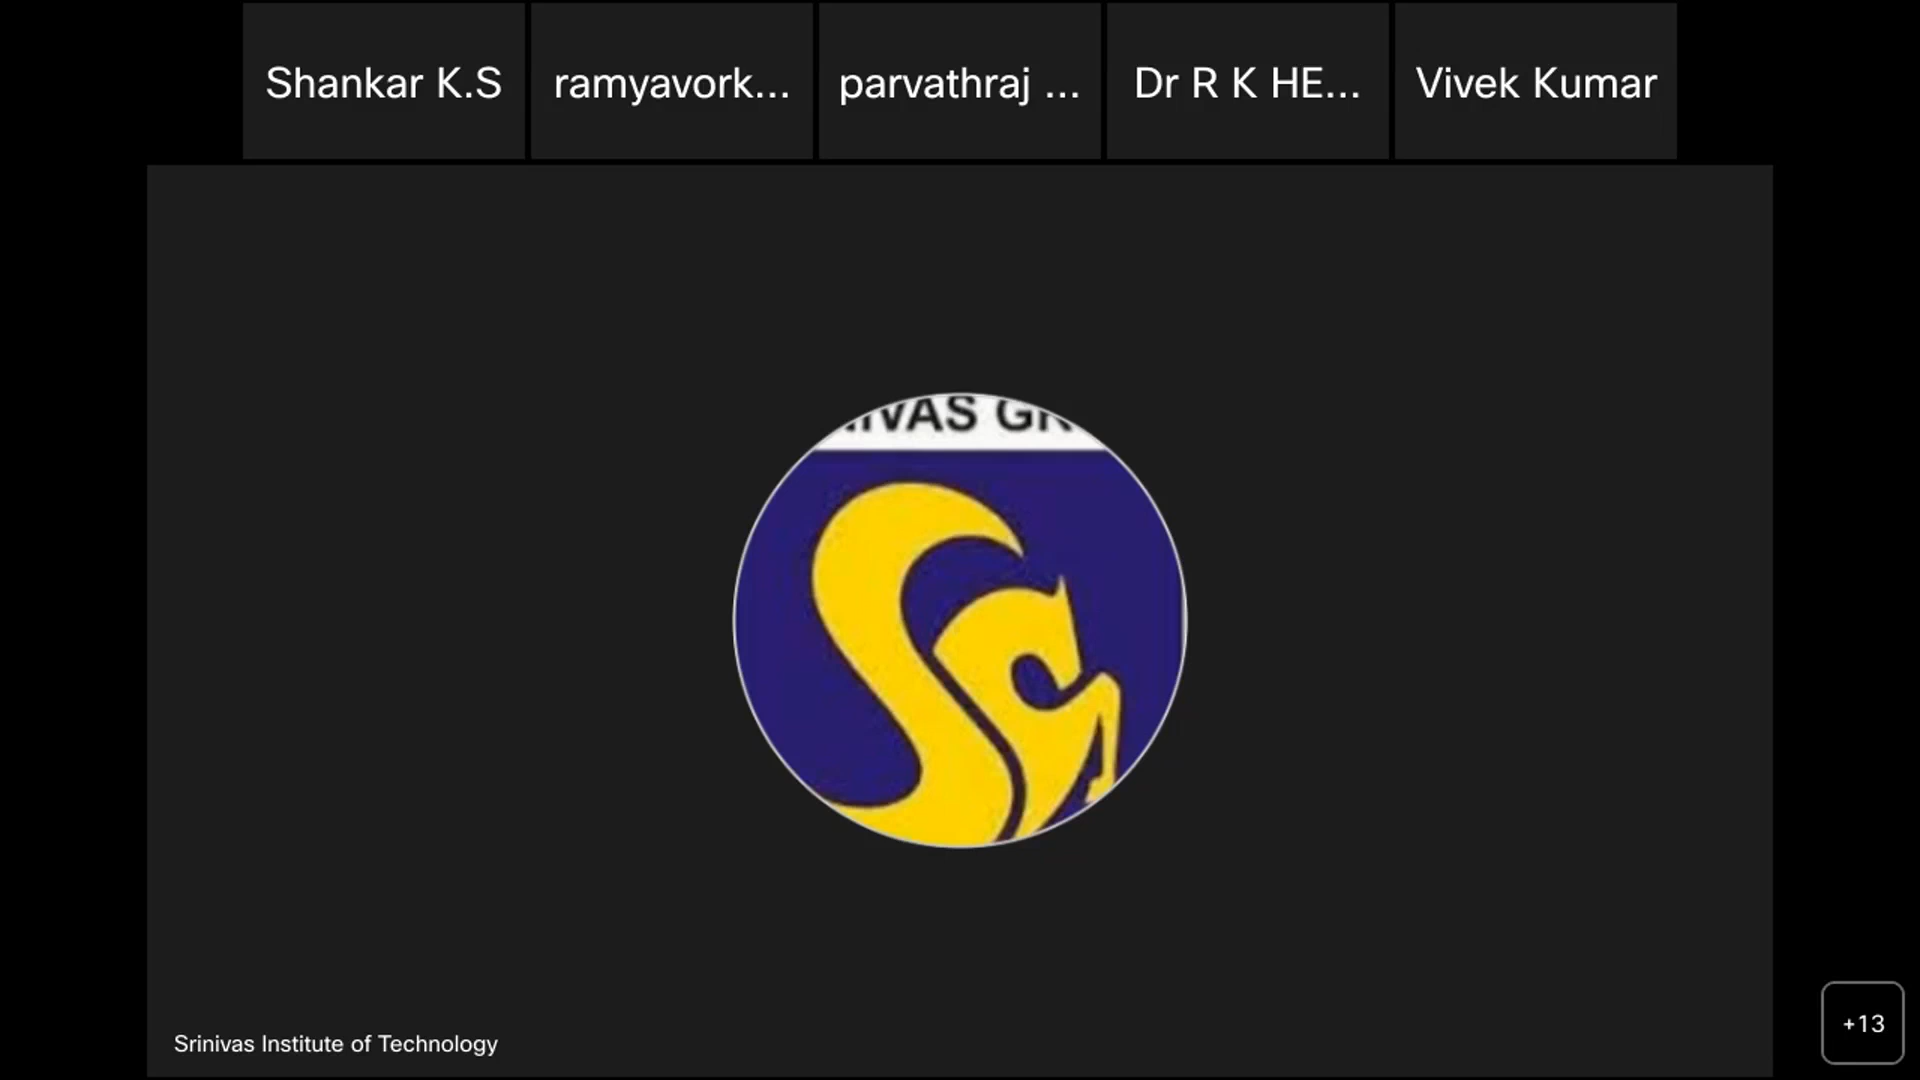 Shankar K.S
ramyavork...
parvathraj ...
Dr R K HE...
Vivek Kumar
IVAS GR
Srinivas Institute of Technology
+13